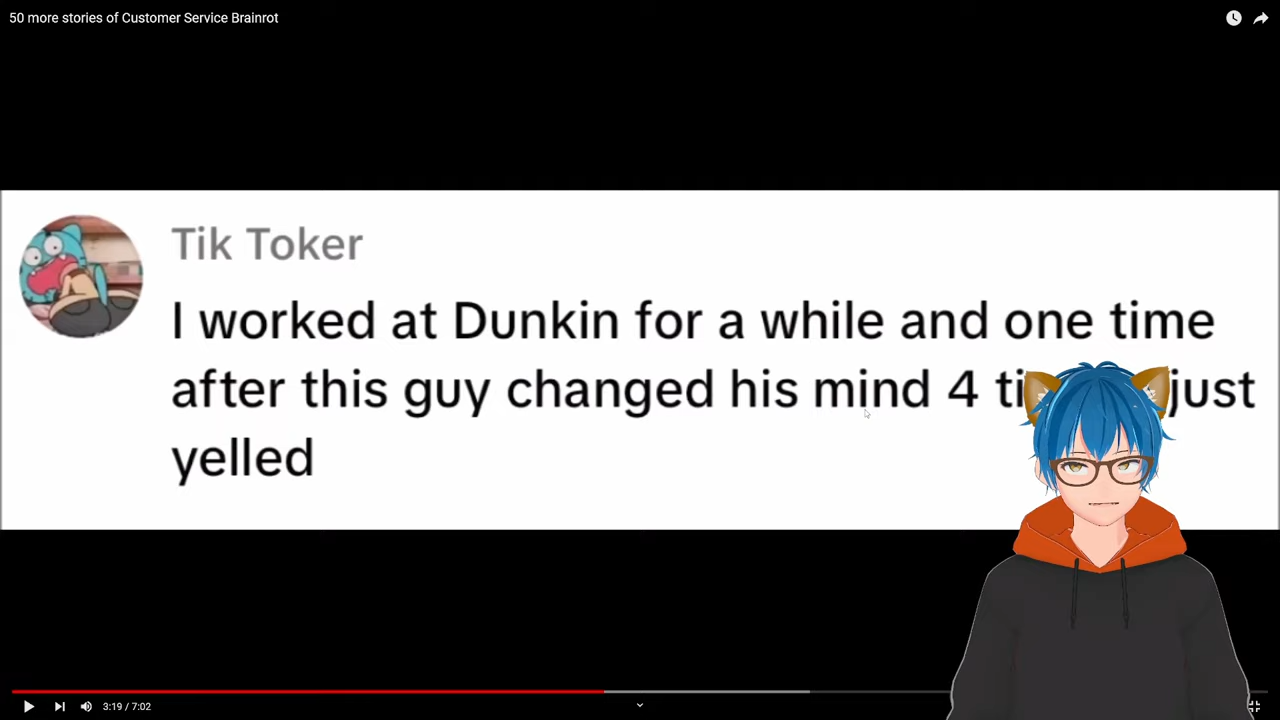 50 more stories of Customer Service Brainrot
Tik Toker
I worked at Dunkin for a while and one time
after this guy changed his mind 4 just
yelled
3:19 / 7:02